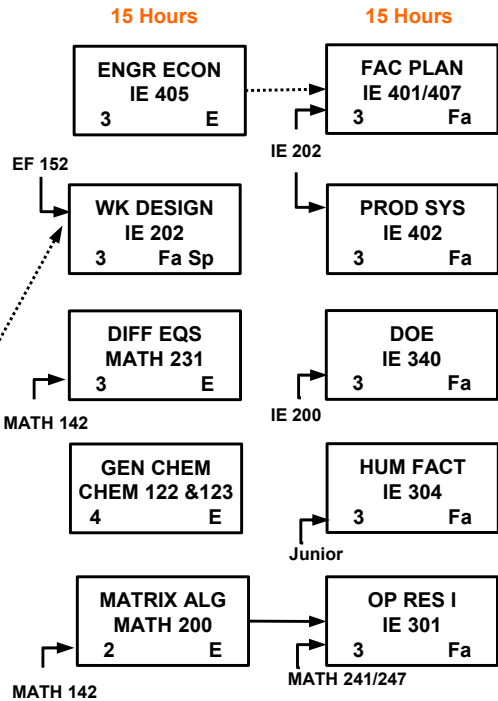 15 Hours
15 Hours
ENGR ECON
IE 405
3 E
FAC PLAN
IE 401/407
3 Fa
IE 202
EF 152
WK DESIGN
IE 202
3 Fa Sp
PROD SYS
IE 402
3 Fa
DIFF EQS
MATH 231
3 E
MATH 142
DOE
IE 340
3 Fa
IE 200
GEN CHEM
CHEM 122 &123
4 E
HUM FACT
IE 304
3 Fa
Junior
MATRIX ALG
MATH 200
2 E
MATH 142
OP RES I
IE 301
3 Fa
MATH 241/247